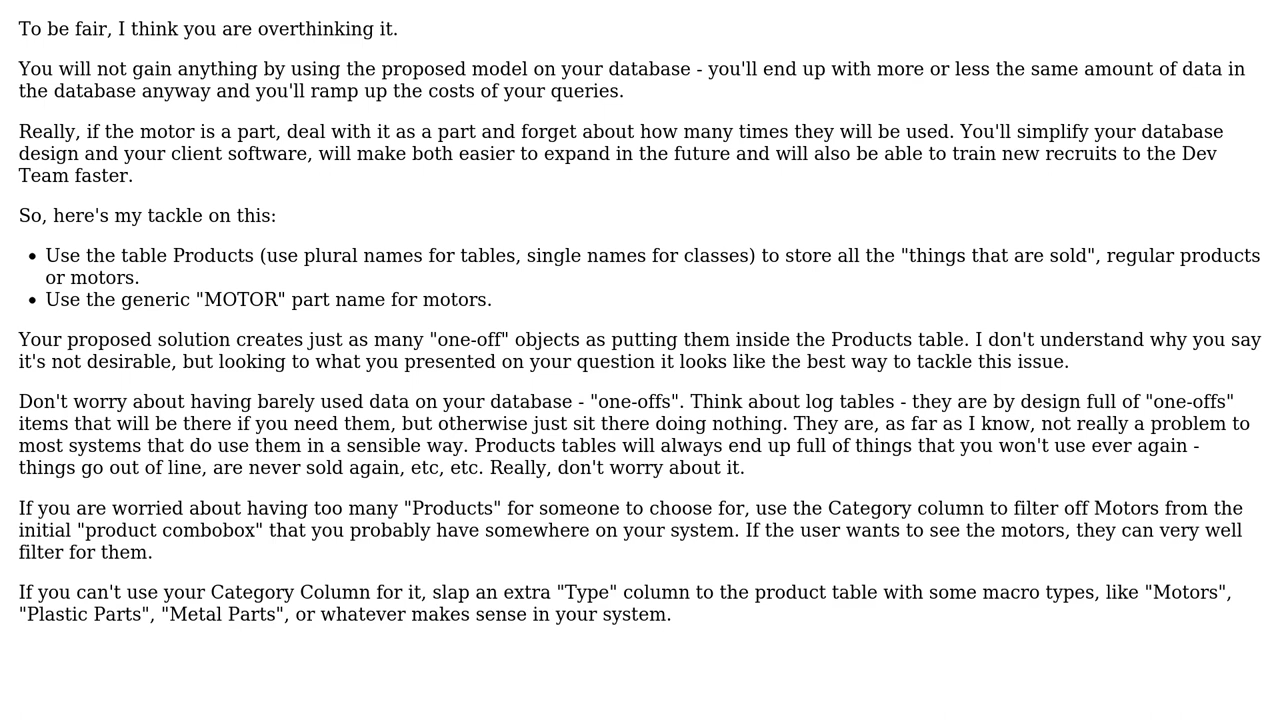 To be fair, I think you are overthinking it.
You will not gain anything by using the proposed model on your database - you'll end up with more or less the same amount of data in
the database anyway and you'll ramp up the costs of your queries.
Really, if the motor is a part, deal with it as a part and forget about how many times they will be used. You'll simplify your database
design and your client software, will make both easier to expand in the future and will also be able to train new recruits to the Dev
Team faster.
So, here's my tackle on this:
• Use the table Products (use plural names for tables, single names for classes) to store all the "things that are sold", regular products
or motors.
• Use the generic "MOTOR" part name for motors.
Your proposed solution creates just as many "one-off" objects as putting them inside the Products table. I don't understand why you say
it's not desirable, but looking to what you presented on your question it looks like the best way to tackle this issue.
Don't worry about having barely used data on your database - "one-offs". Think about log tables - they are by design full of "one-offs"
items that will be there if you need them, but otherwise just sit there doing nothing. They are, as far as I know, not really a problem to
most systems that do use them in a sensible way. Products tables will always end up full of things that you won't use ever again -
things go out of line, are never sold again, etc, etc. Really, don't worry about it.
If you are worried about having too many "Products" for someone to choose for, use the Category column to filter off Motors from the
initial "product combobox" that you probably have somewhere on your system. If the user wants to see the motors, they can very well
filter for them.
If you can't use your Category Column for it, slap an extra "Type" column to the product table with some macro types, like "Motors",
"Plastic Parts", "Metal Parts", or whatever makes sense in your system.